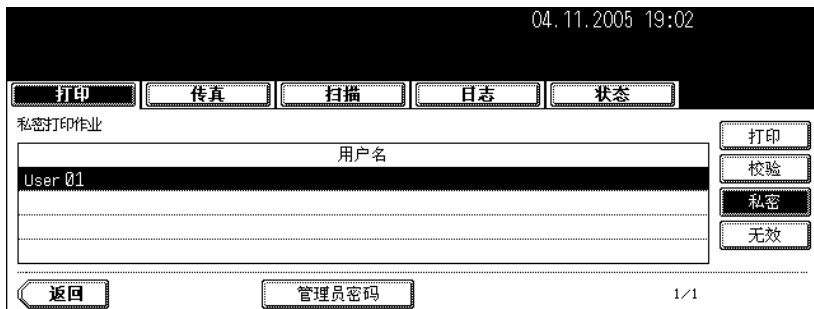 04.11.2005 19:02
打印 传真 扫描 日志 状态
私密打印作业
打印
用户名
校验
User 01
私密
无效
返回 管理员密码 1/1